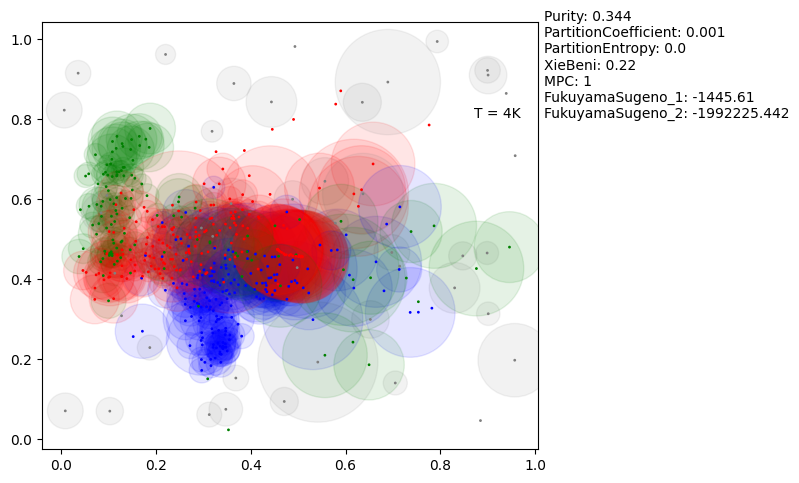 Purity: 0.344
PartitionCoefficient: 0.001
PartitionEntropy: 0.0
XieBeni: 0.22
MPC: 1
FukuyamaSugeno_1: -1445.61
FukuyamaSugeno_2: -1992225.442
T = 4K
1.0
0.8
0.6
0.4
0.2
0.0
0.0 0.2 0.4 0.6 0.8 1.0